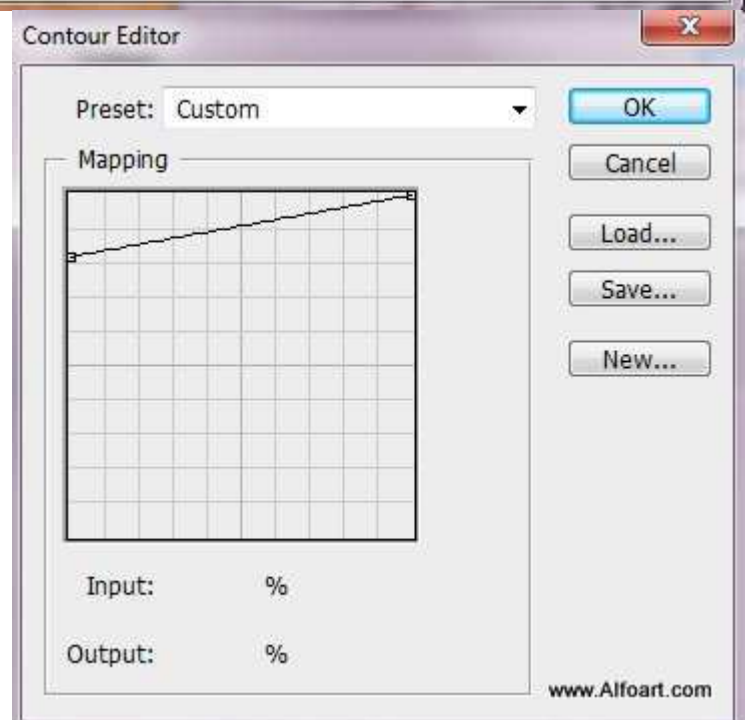 Contour Editor
Preset: Custom
OK
Mapping
Cancel
Load...
Save...
New...
Input: %
Output: %
www.Alfoart.com